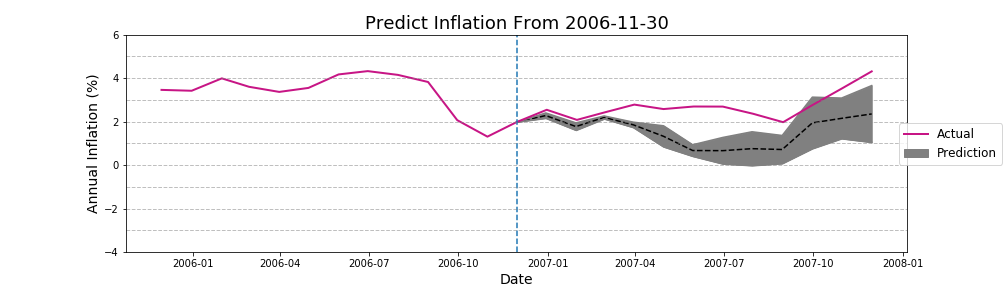 Predict Inflation From 2006-11-30
Annual Inflation (%)
6
4
2
0
−2
−4
Actual
Prediction
2006-01 2006-04 2006-07 2006-10 2007-01 2007-04 2007-07 2007-10 2008-01
Date